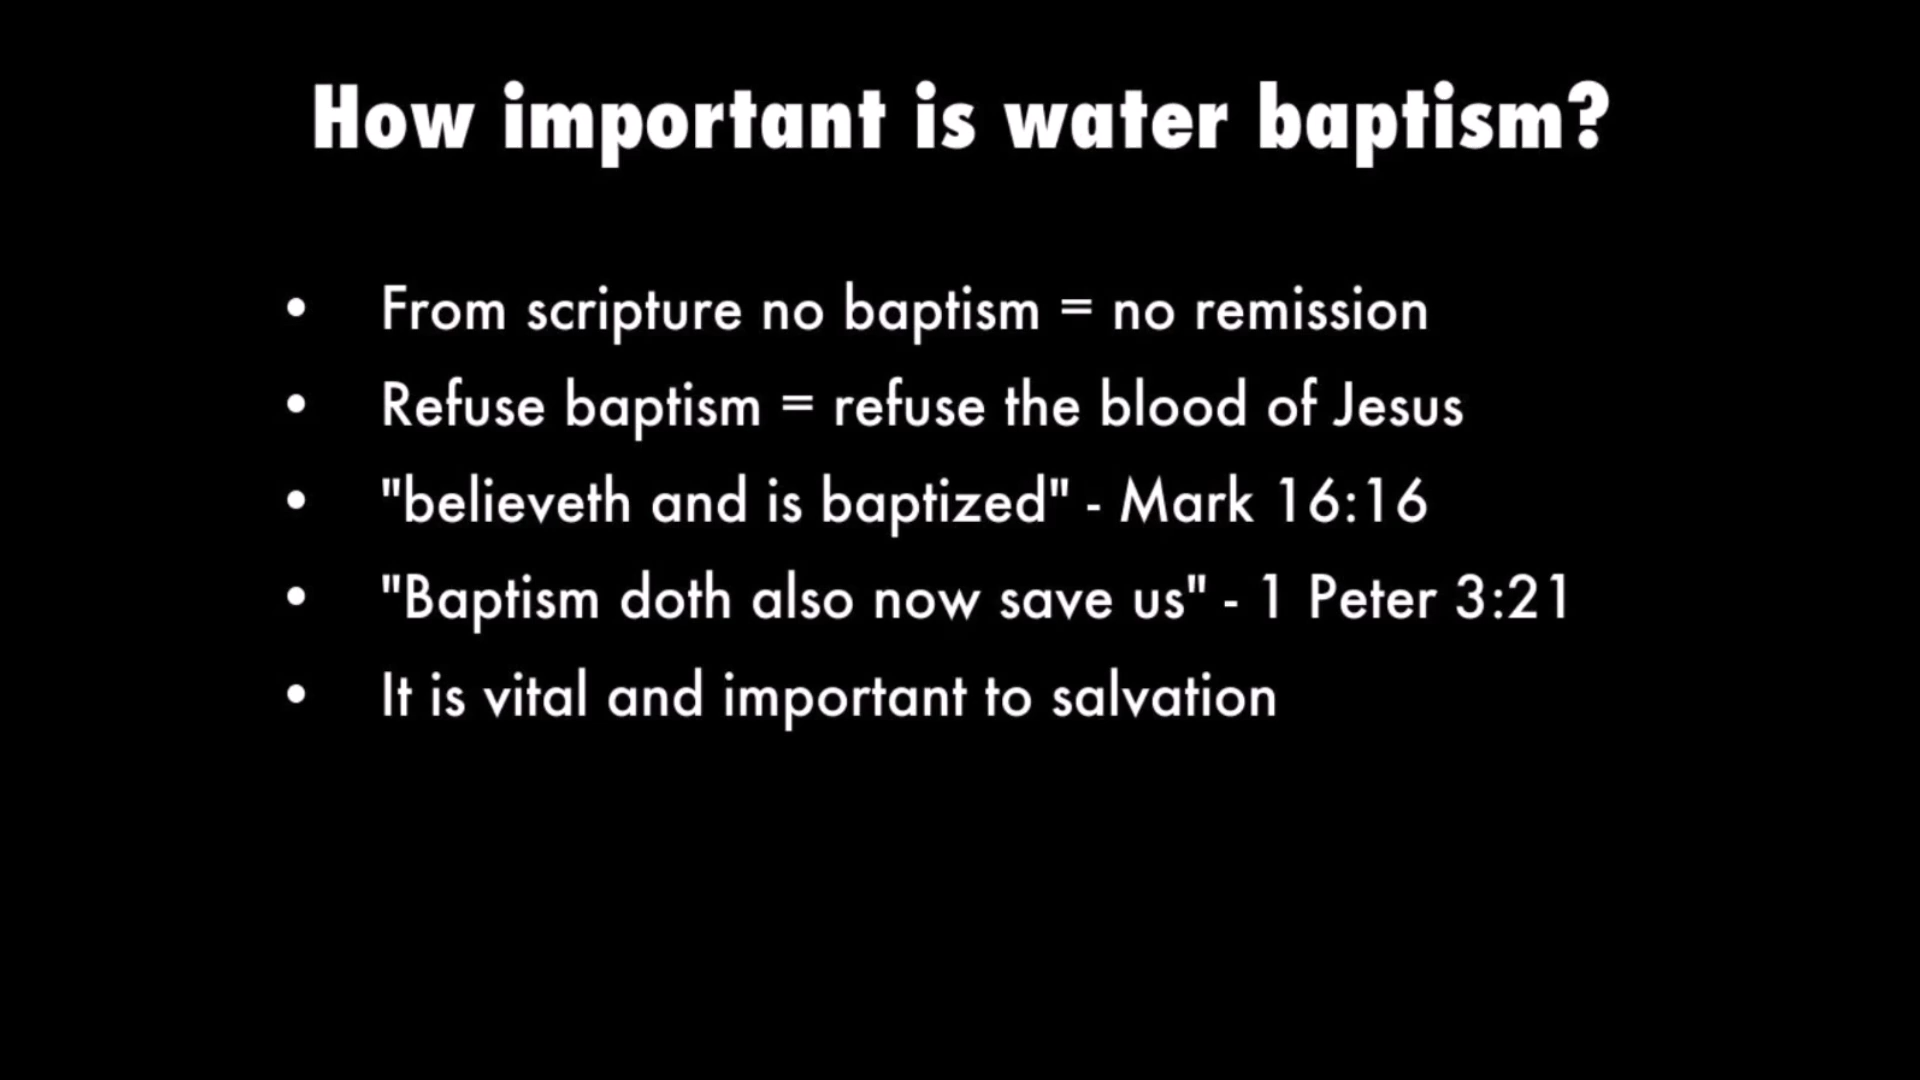 How important is water baptism?
• From scripture no baptism = no remission
• Refuse baptism = refuse the blood of Jesus
• "believeth and is baptized" - Mark 16:16
• "Baptism doth also now save us" - 1 Peter 3:21
• It is vital and important to salvation